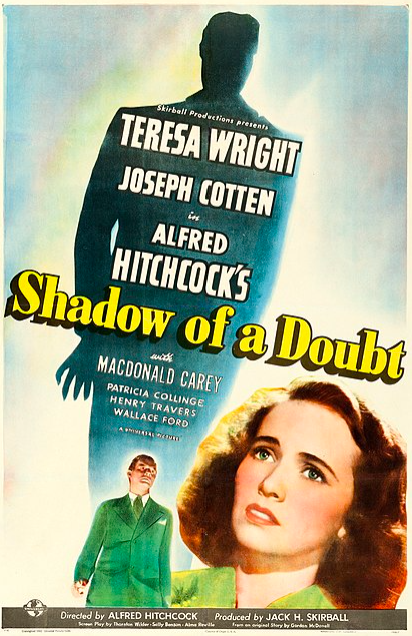 Skirball Productions presents
TERESA WRIGHT
JOSEPH COTTEN
in
ALFRED
HITCHCOCK'S
Shadow of a Doubt
with
MACDONALD CAREY
PATRICIA COLLINGE
HENRY TRAVERS
WALLACE FORD
A UNIVERSAL PICTURE
Directed by ALFRED HITCHCOCK Produced by JACK H. SKIRBALL
Screen Play by Thornton Wilder · Sally Benson · Alma Reville From an original Story by Gordon McDonell